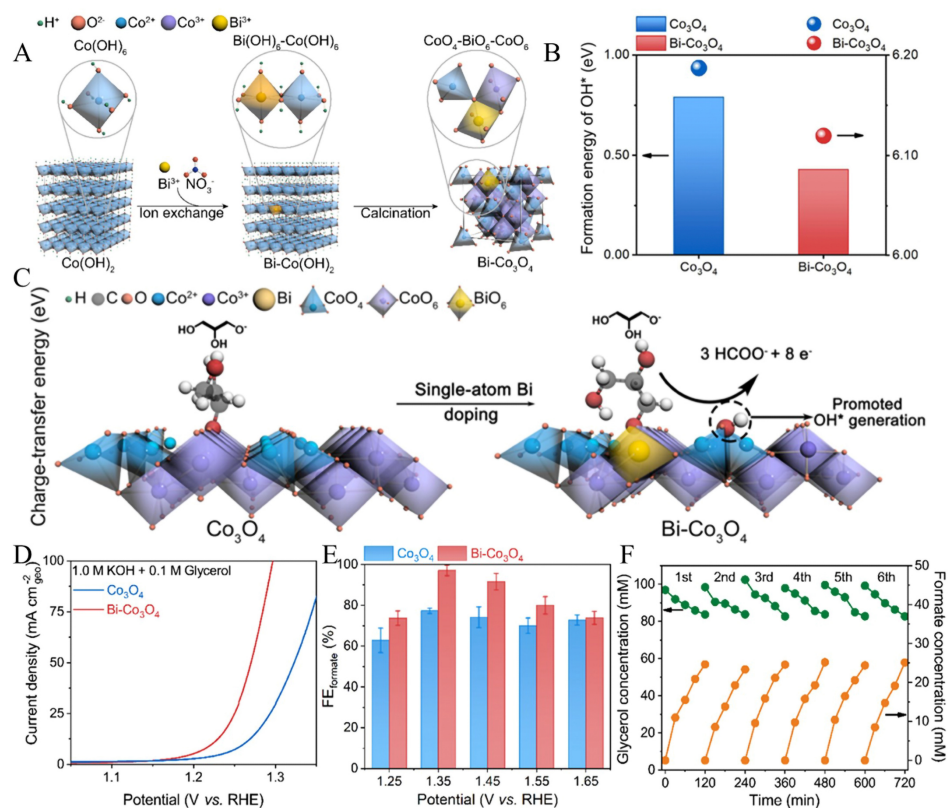 H⁺ O²⁻ Co²⁺ Co³⁺ Bi³⁺
A
Co(OH)₆
Bi(OH)₆-Co(OH)₆
CoO₄-BiO₆-CoO₆
Bi³⁺ NO₃⁻
Ion exchange
Calcination
Co(OH)₂
Bi-Co(OH)₂
Bi-Co₃O₄
B
Co₃O₄ Co₃O₄
Bi-Co₃O₄ Bi-Co₃O₄
Formation energy of OH* (eV)
1.00
0.50
0.00
6.20
6.10
6.00
Co₃O₄ Bi-Co₃O₄
C
Charge-transfer energy (eV)
H C O Co²⁺ Co³⁺ Bi CoO₄ CoO₆ BiO₆
HO O⁻
OH
Single-atom Bi
doping
HO O⁻
OH
3 HCOO⁻ + 8 e⁻
Promoted
OH* generation
Co₃O₄
Bi-Co₃O₄
D
1.0 M KOH + 0.1 M Glycerol
Co₃O₄
Bi-Co₃O₄
Current density (mA cm⁻²geo)
100
75
50
25
0
1.1 1.2 1.3
Potential (V vs. RHE)
E
Co₃O₄ Bi-Co₃O₄
FEformate (%)
100
80
60
40
20
0
1.25 1.35 1.45 1.55 1.65
Potential (V vs. RHE)
F
1st 2nd 3rd 4th 5th 6th
Glycerol concentration (mM)
100
80
60
40
20
0
Formate concentration (mM)
50
40
30
20
10
0
0 120 240 360 480 600 720
Time (min)